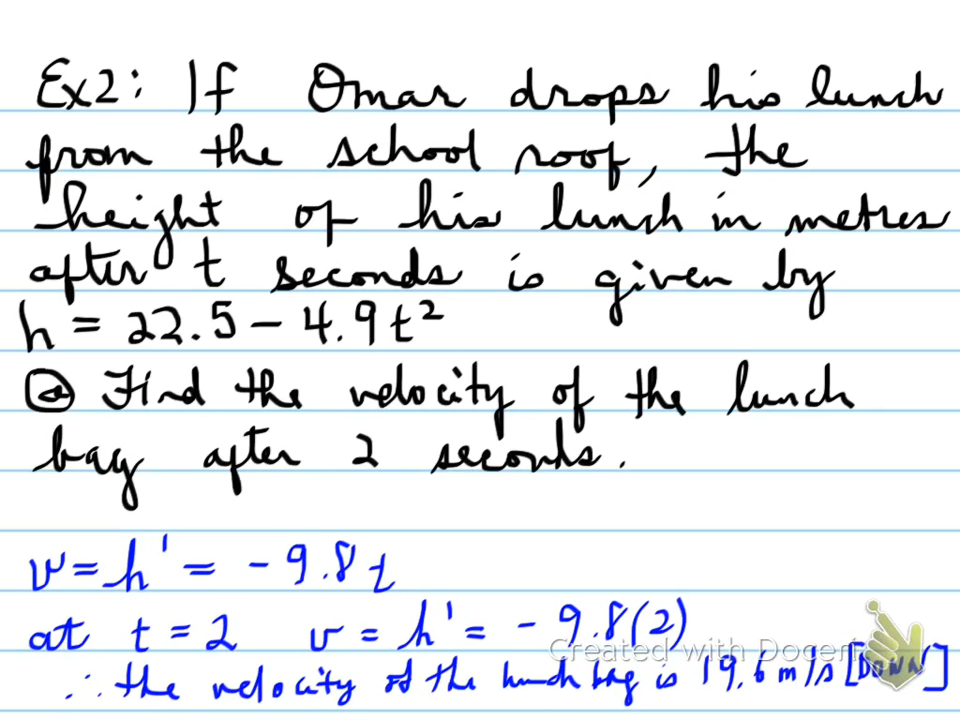 Ex2: If Omar drops his lunch
from the school roof, the
height of his lunch in metres
after t seconds is given by
h = 22.5 - 4.9t²
(a) Find the velocity of the lunch
bag after 2 seconds.
v = h' = -9.8t
at t = 2 v = h' = -9.8(2)
Created with Doceri
∴ the velocity of the lunch bag is 19.6 m/s [DOWN]